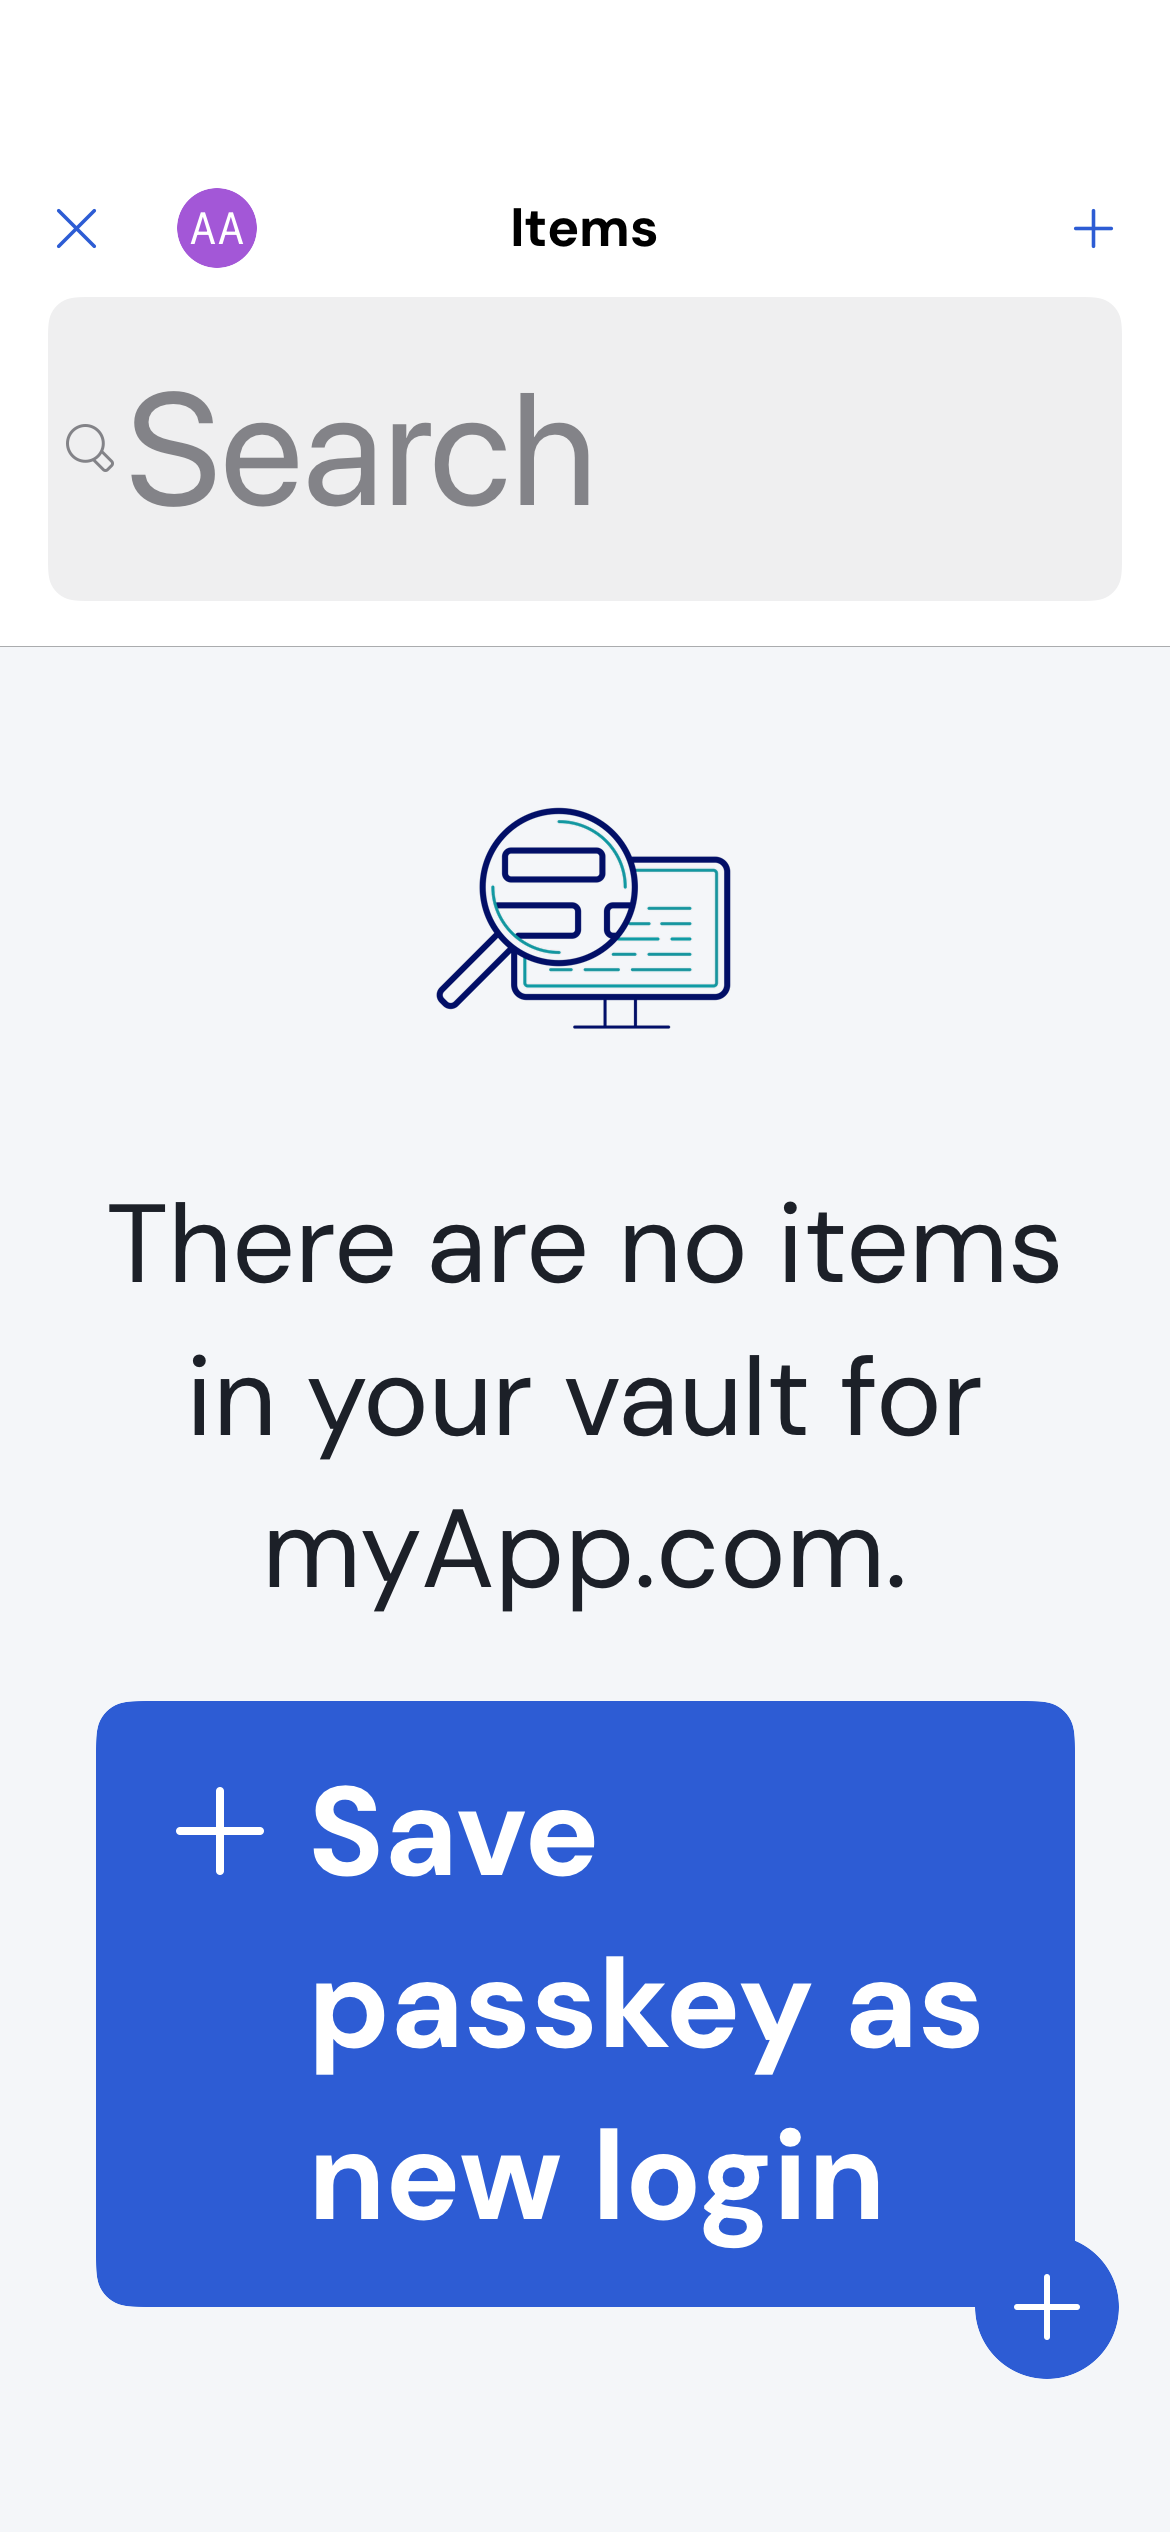 AA
Items
Search
There are no items
in your vault for
myApp.com.
Save
passkey as
new login